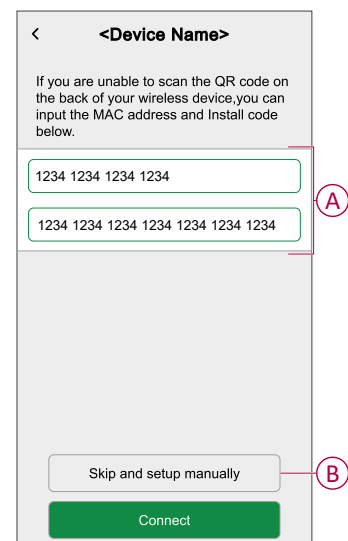 <Device Name>
If you are unable to scan the QR code on
the back of your wireless device,you can
input the MAC address and Install code
below.
1234 1234 1234 1234
A
1234 1234 1234 1234 1234 1234 1234
Skip and setup manually
B
Connect